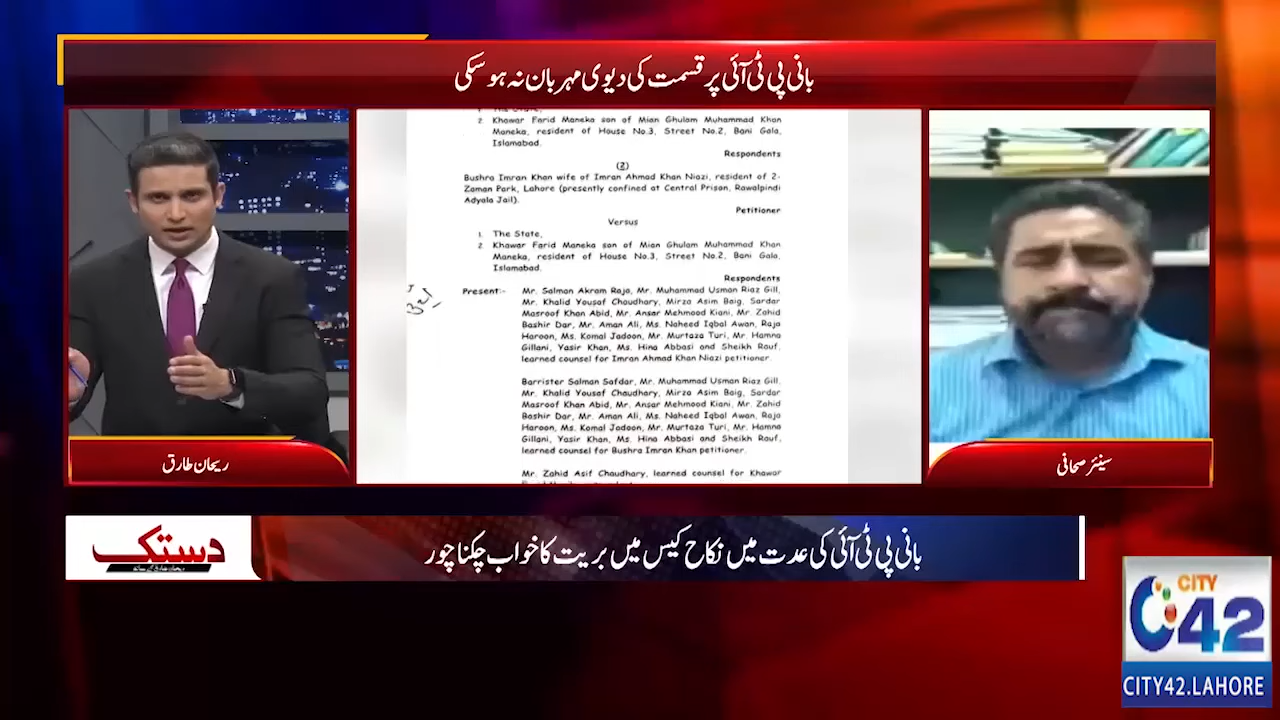 بانی پی ٹی آئی پر قسمت کی دیوی مہربان نہ ہو سکی
1. The State,
2. Khawar Farid Maneka son of Mian Ghulam Muhammad Khan
Maneka, resident of House No.3, Street No.2, Bani Gala,
Islamabad.
Respondents
(2)
Bushra Imran Khan wife of Imran Ahmad Khan Niazi, resident of 2-
Zaman Park, Lahore (presently confined at Central Prison, Rawalpindi
Adyala Jail).
Petitioner
Versus
1. The State,
2. Khawar Farid Maneka son of Mian Ghulam Muhammad Khan
Maneka, resident of House No.3, Street No.2, Bani Gala,
Islamabad.
Respondents
Present:- Mr. Salman Akram Raja, Mr. Muhammad Usman Riaz Gill,
Mr. Khalid Yousaf Choudhary, Mirza Asim Baig, Sardar
Masroof Khan Abid, Mr. Ansar Mehmood Kiani, Mr. Zahid
Bashir Dar, Mr. Aman Ali, Ms. Naheed Iqbal Awan, Raja
Haroon, Ms. Komal Jadoon, Mr. Murtaza Turi, Mr. Hamna
Gillani, Yasir Khan, Ms. Hina Abbasi and Sheikh Rauf,
learned counsel for Imran Ahmad Khan Niazi petitioner.
Barrister Salman Safdar, Mr. Muhammad Usman Riaz Gill,
Mr. Khalid Yousaf Chaudhary, Mirza Asim Baig, Sardar
Masroof Khan Abid, Mr. Ansar Mehmood Kiani, Mr. Zahid
Bashir Dar, Mr. Aman Ali, Ms. Naheed Iqbal Awan, Raja
Haroon, Ms. Komal Jadoon, Mr. Murtaza Turi, Mr. Hamna
Gillani, Yasir Khan, Ms. Hina Abbasi and Sheikh Rauf,
learned counsel for Bushra Imran Khan petitioner.
Mr. Zahid Asif Chaudhary, learned counsel for Khawar
ریحان طارق
سینئر صحافی
دستک
بانی پی ٹی آئی کی عدت میں نکاح کیس میں بریت کا خواب چکنا چور
CITY
42
CITY42.LAHORE